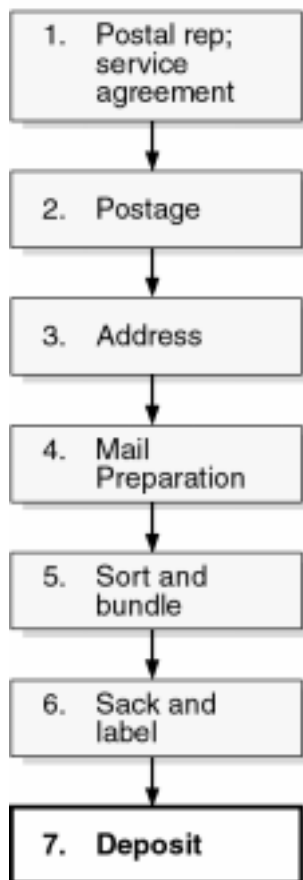 1. Postal rep;
service
agreement
2. Postage
3. Address
4. Mail
Preparation
5. Sort and
bundle
6. Sack and
label
7. Deposit